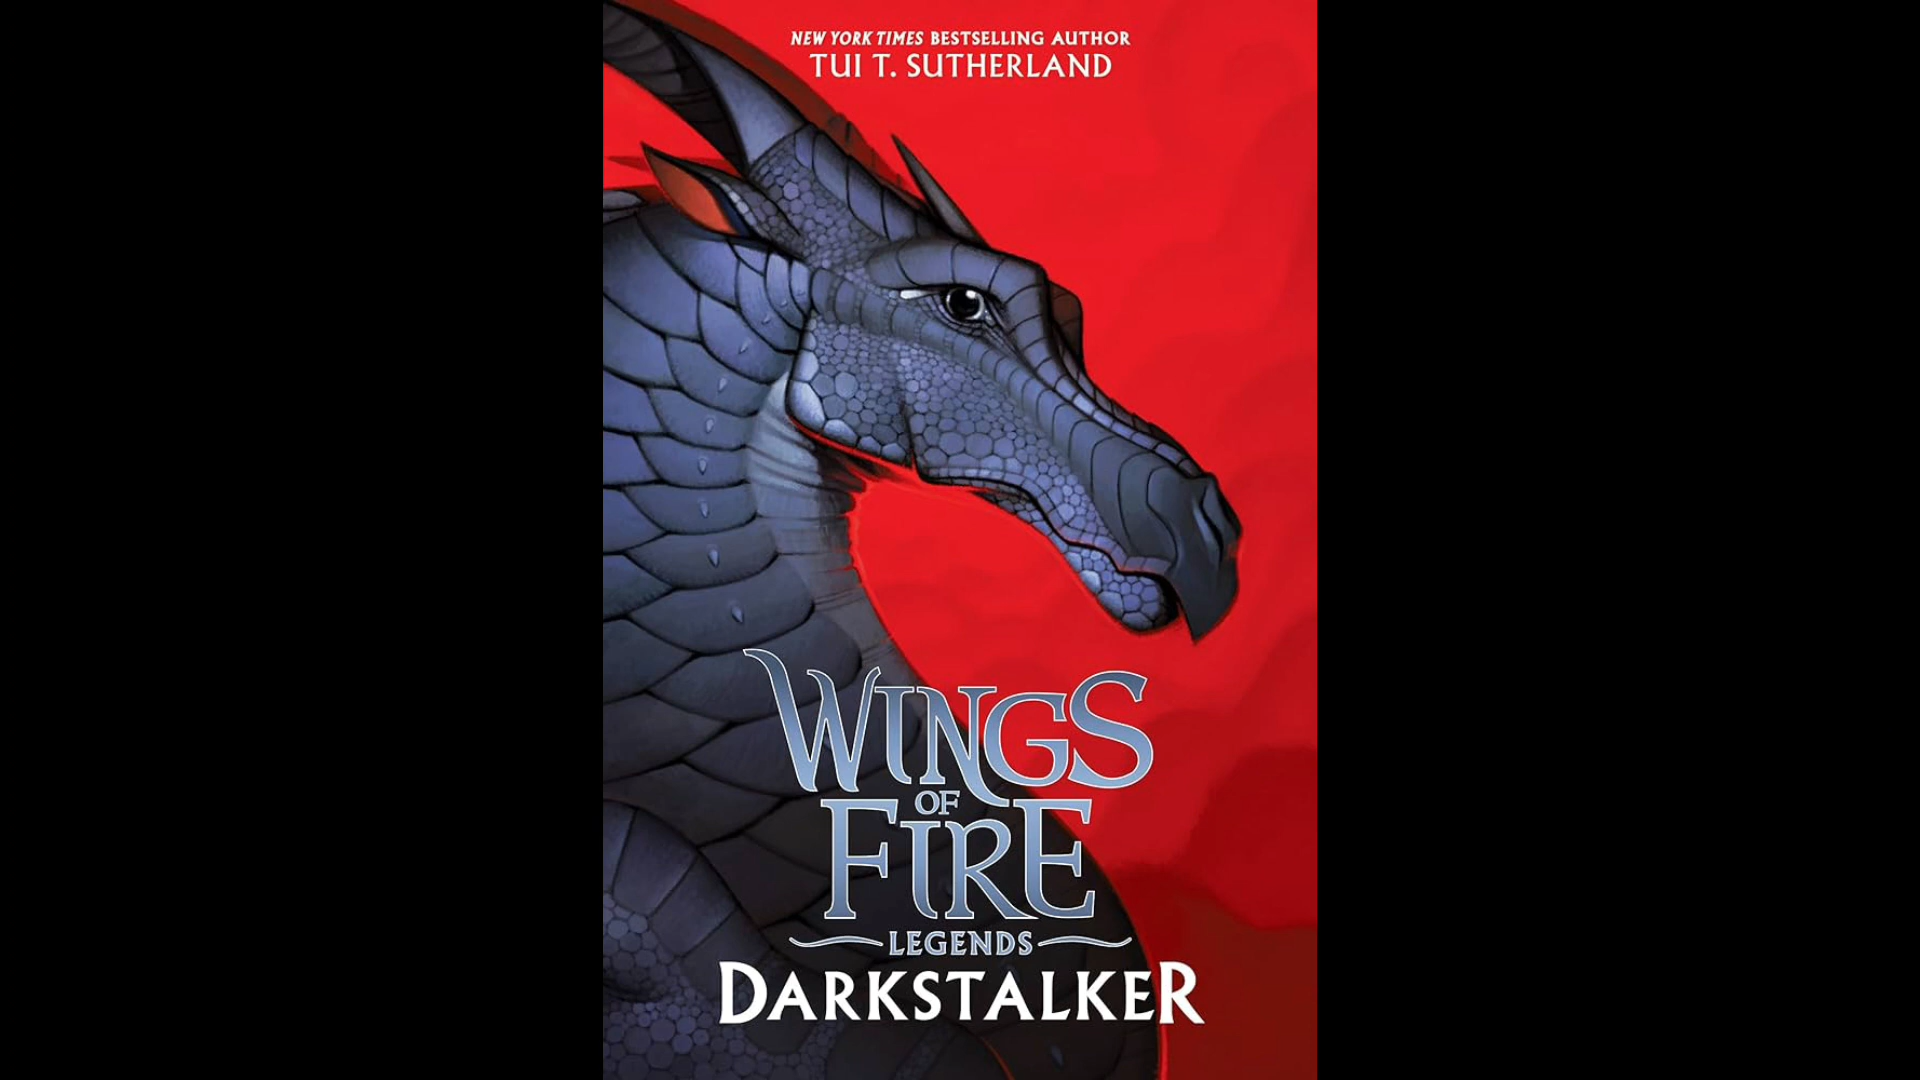 NEW YORK TIMES BESTSELLING AUTHOR
TUI T. SUTHERLAND
WINGS
OF
FIRE
LEGENDS
DARKSTALKER